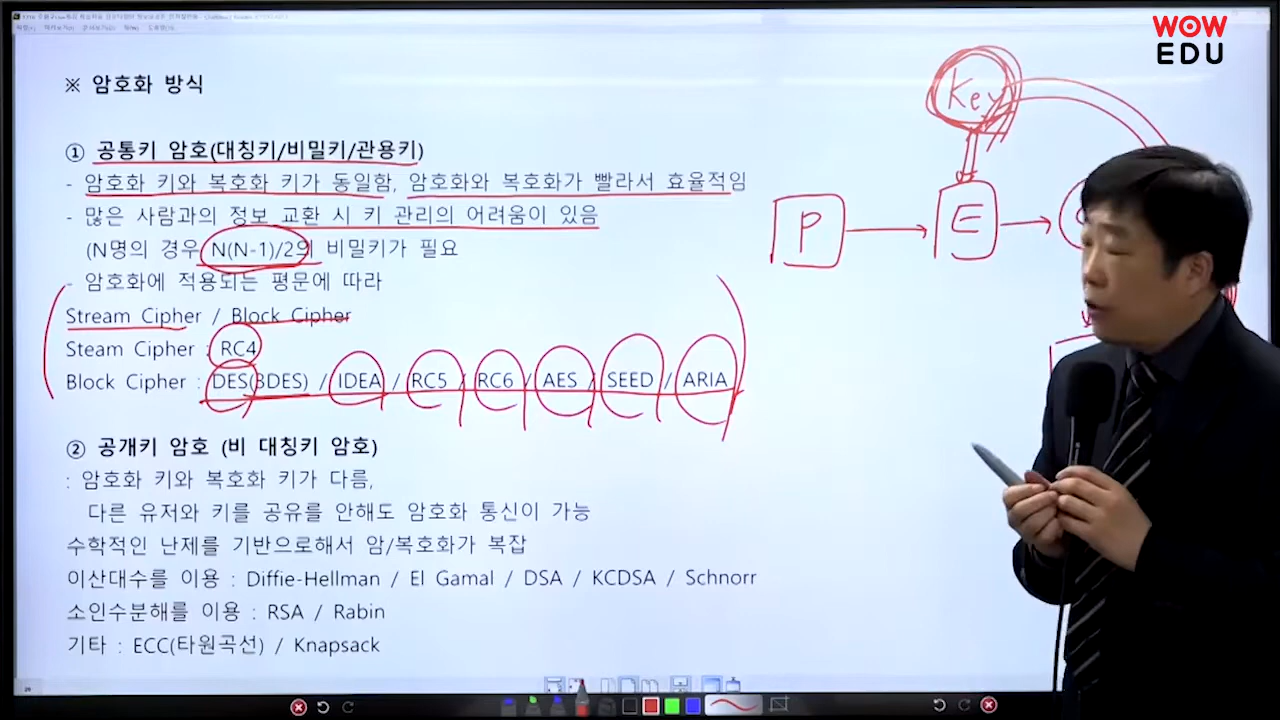 WOW
EDU
※ 암호화 방식
① 공통키 암호(대칭키/비밀키/관용키)
- 암호화 키와 복호화 키가 동일함, 암호화와 복호화가 빨라서 효율적임
- 많은 사람과의 정보 교환 시 키 관리의 어려움이 있음
(N명의 경우 N(N-1)/2의 비밀키가 필요
- 암호화에 적용되는 평문에 따라
Stream Cipher / Block Cipher
Steam Cipher : RC4
Block Cipher : DES(3DES) / IDEA / RC5 / RC6 / AES / SEED / ARIA
② 공개키 암호 (비 대칭키 암호)
: 암호화 키와 복호화 키가 다름,
다른 유저와 키를 공유를 안해도 암호화 통신이 가능
수학적인 난제를 기반으로해서 암/복호화가 복잡
이산대수를 이용 : Diffie-Hellman / El Gamal / DSA / KCDSA / Schnorr
소인수분해를 이용 : RSA / Rabin
기타 : ECC(타원곡선) / Knapsack
Key
P
E